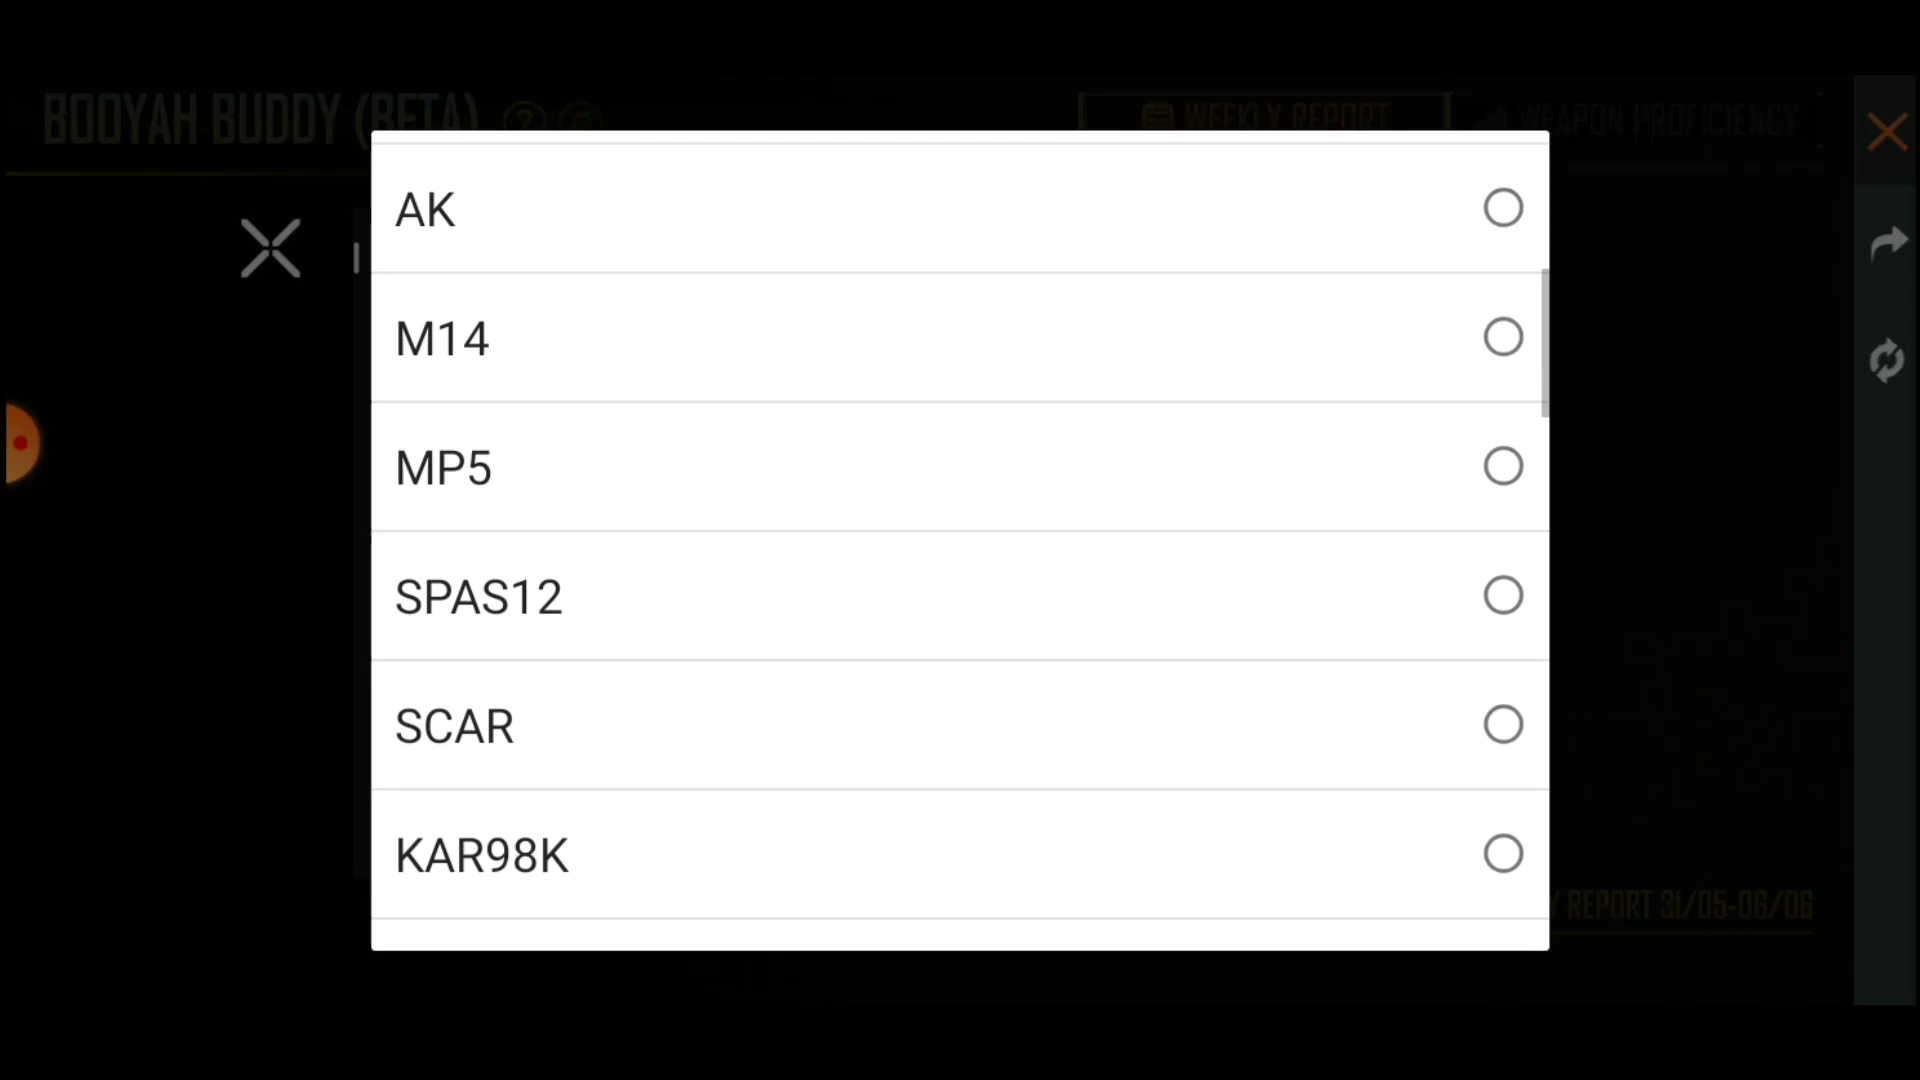 BOOYAH BUDDY (BETA) ?
WEEKLY REPORT
WEAPON PROFICIENCY
AK
M14
MP5
SPAS12
SCAR
KAR98K
REPORT 31/05-06/06